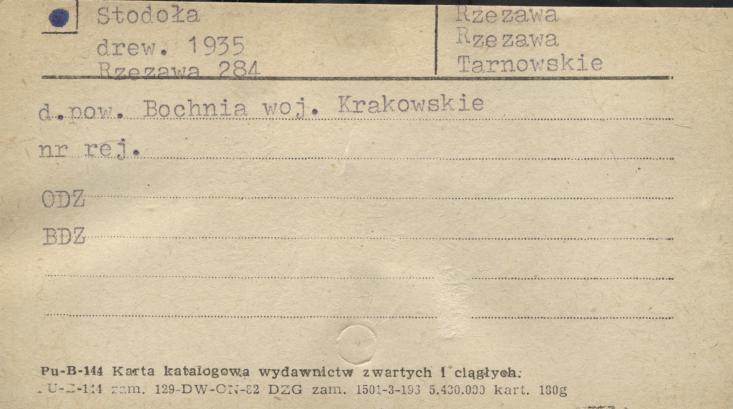 Stodoła
drew. 1935
Rzezawa 284
Rzezawa
Rzezawa
Tarnowskie
d.pow. Bochnia woj. Krakowskie
nr rej.
ODZ
BDZ
Pu-B-144 Karta katalogowa wydawnictw zwartych i ciągłych.
zam. 129-DW-ON-82 DZG zam. 1501-3-193 5.430.000 kart. 180g